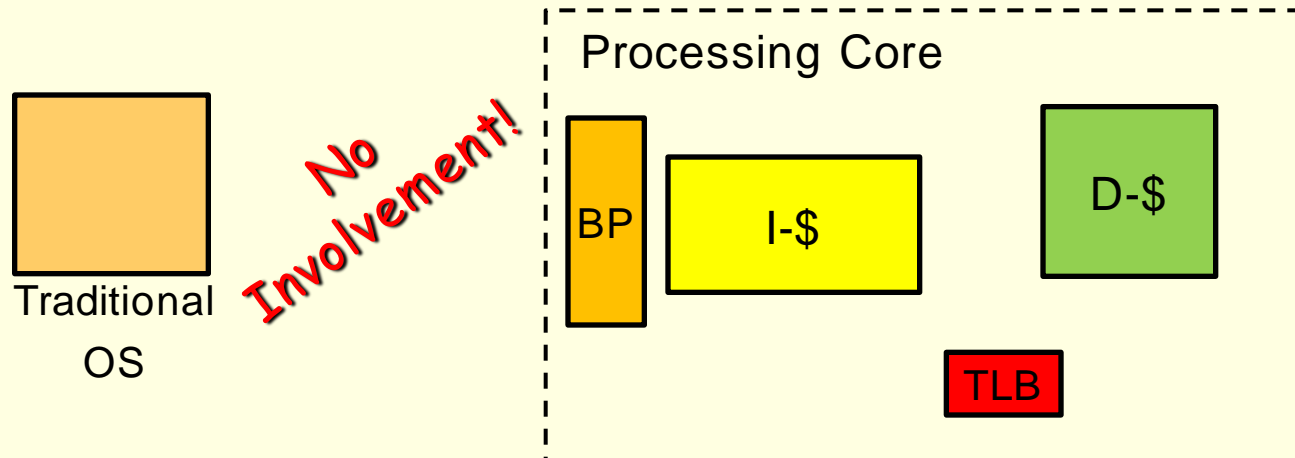 Processing Core
No
Involvement!
BP
I-$
D-$
Traditional
OS
TLB